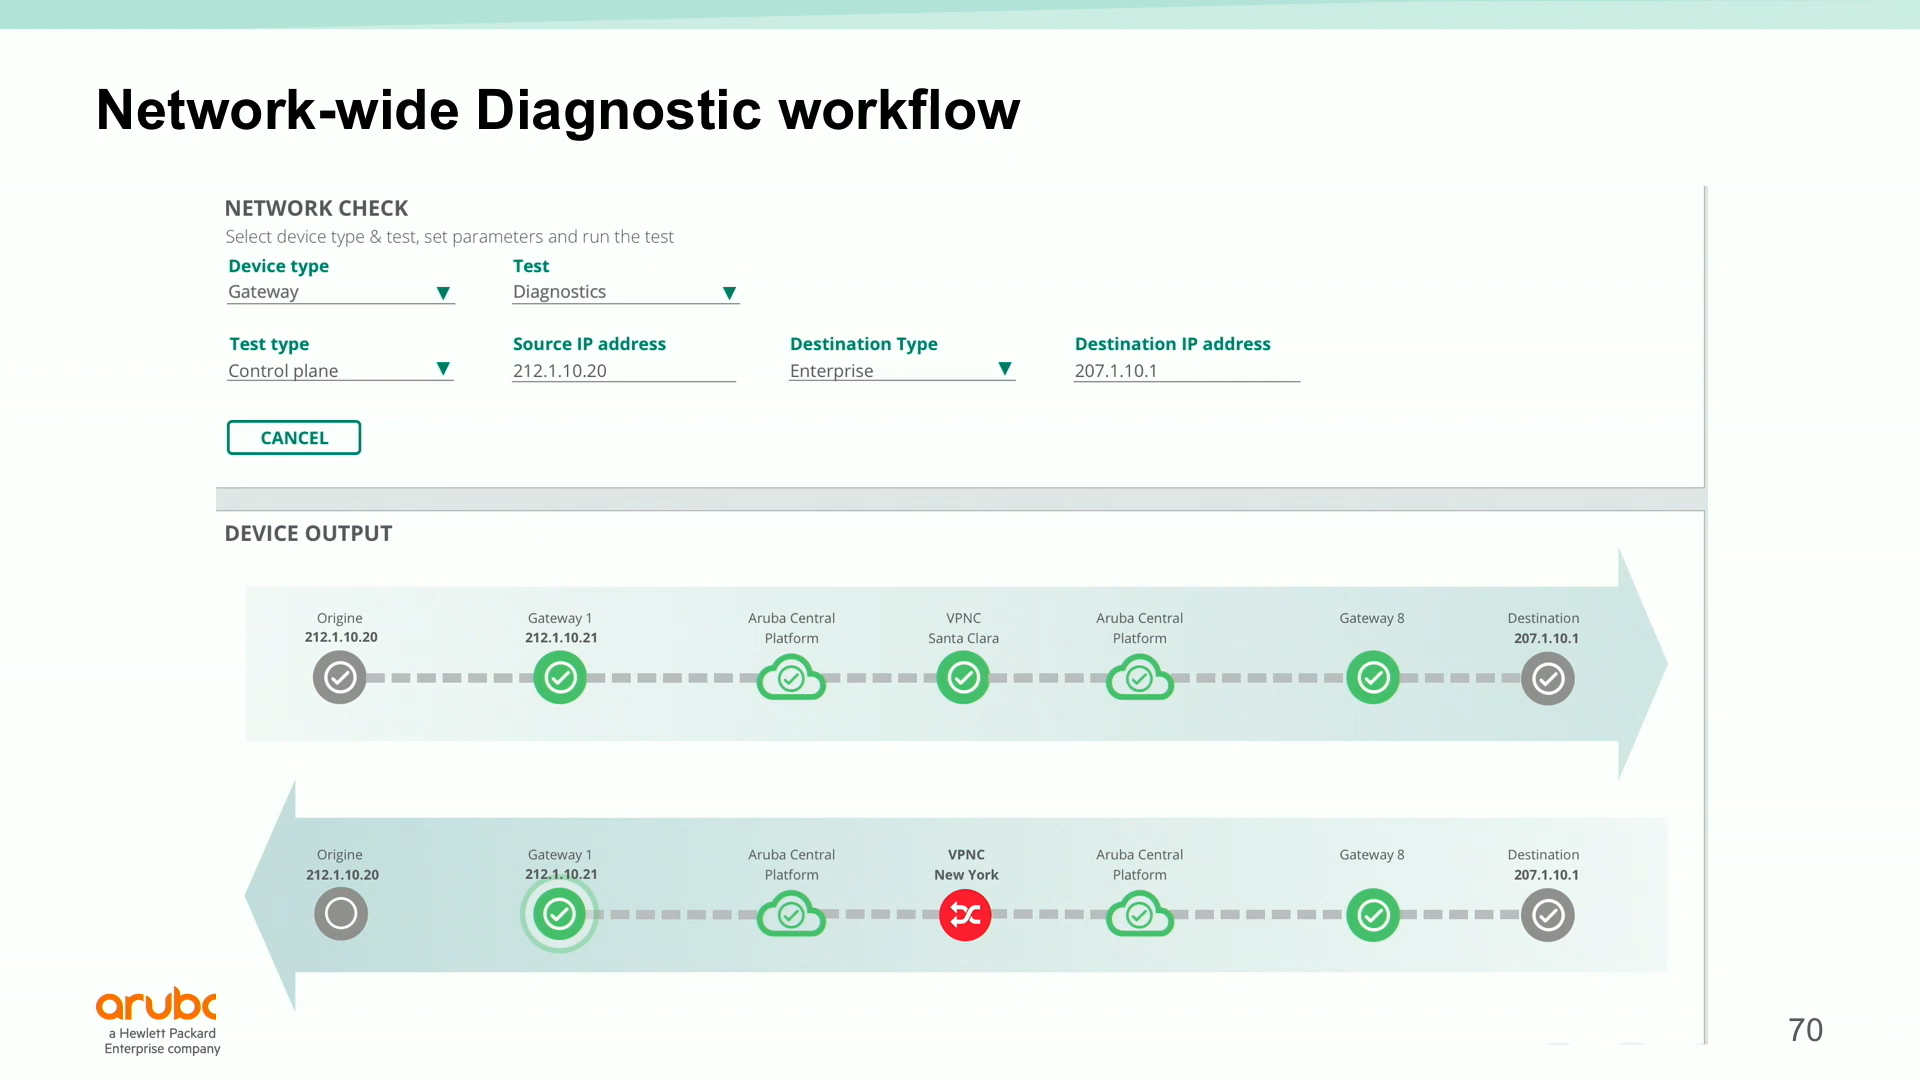 Network-wide Diagnostic workflow
NETWORK CHECK
Select device type & test, set parameters and run the test
Device type Test
Gateway Diagnostics
Test type Source IP address Destination Type Destination IP address
Control plane 212.1.10.20 Enterprise 207.1.10.1
CANCEL
DEVICE OUTPUT
Origine Gateway 1 Aruba Central VPNC Aruba Central Gateway 8 Destination
212.1.10.20 212.1.10.21 Platform Santa Clara Platform 207.1.10.1
Origine Gateway 1 Aruba Central VPNC Aruba Central Gateway 8 Destination
212.1.10.20 212.1.10.21 Platform New York Platform 207.1.10.1
aruba
a Hewlett Packard
Enterprise company
70